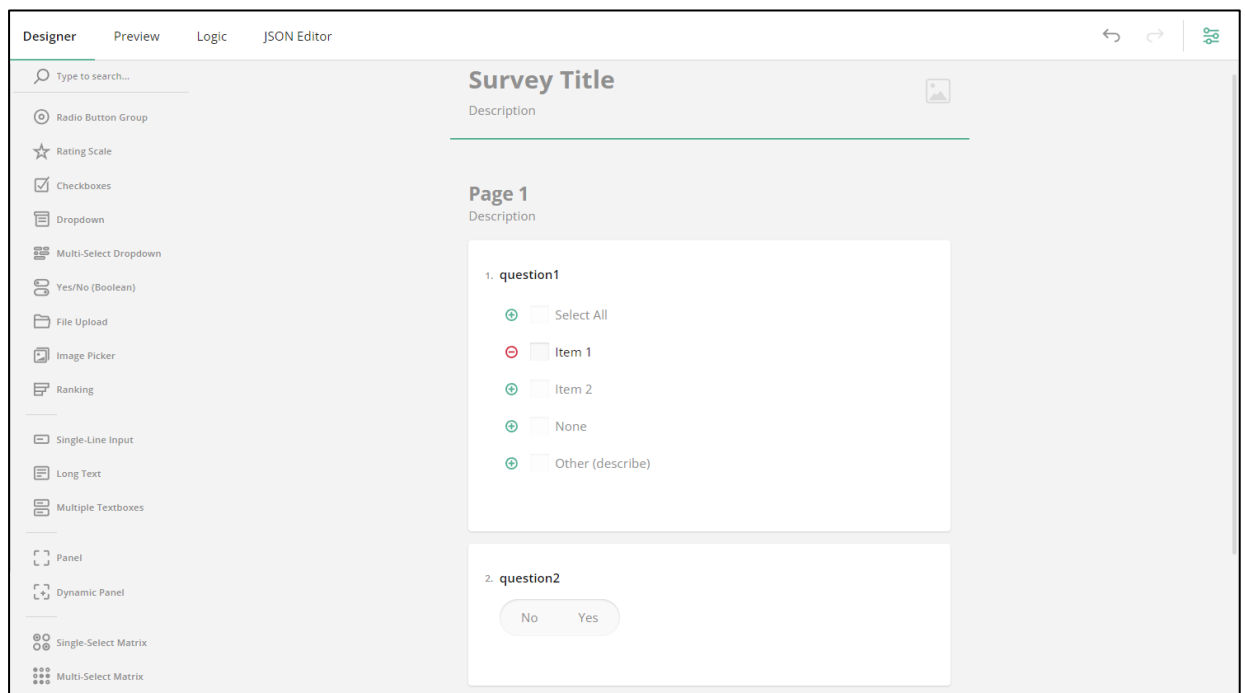 Designer Preview Logic JSON Editor
Type to search...
Radio Button Group
Rating Scale
Checkboxes
Dropdown
Multi-Select Dropdown
Yes/No (Boolean)
File Upload
Image Picker
Ranking
Single-Line Input
Long Text
Multiple Textboxes
Panel
Dynamic Panel
Single-Select Matrix
Multi-Select Matrix
Survey Title
Description
Page 1
Description
1. question1
Select All
Item 1
Item 2
None
Other (describe)
2. question2
No Yes